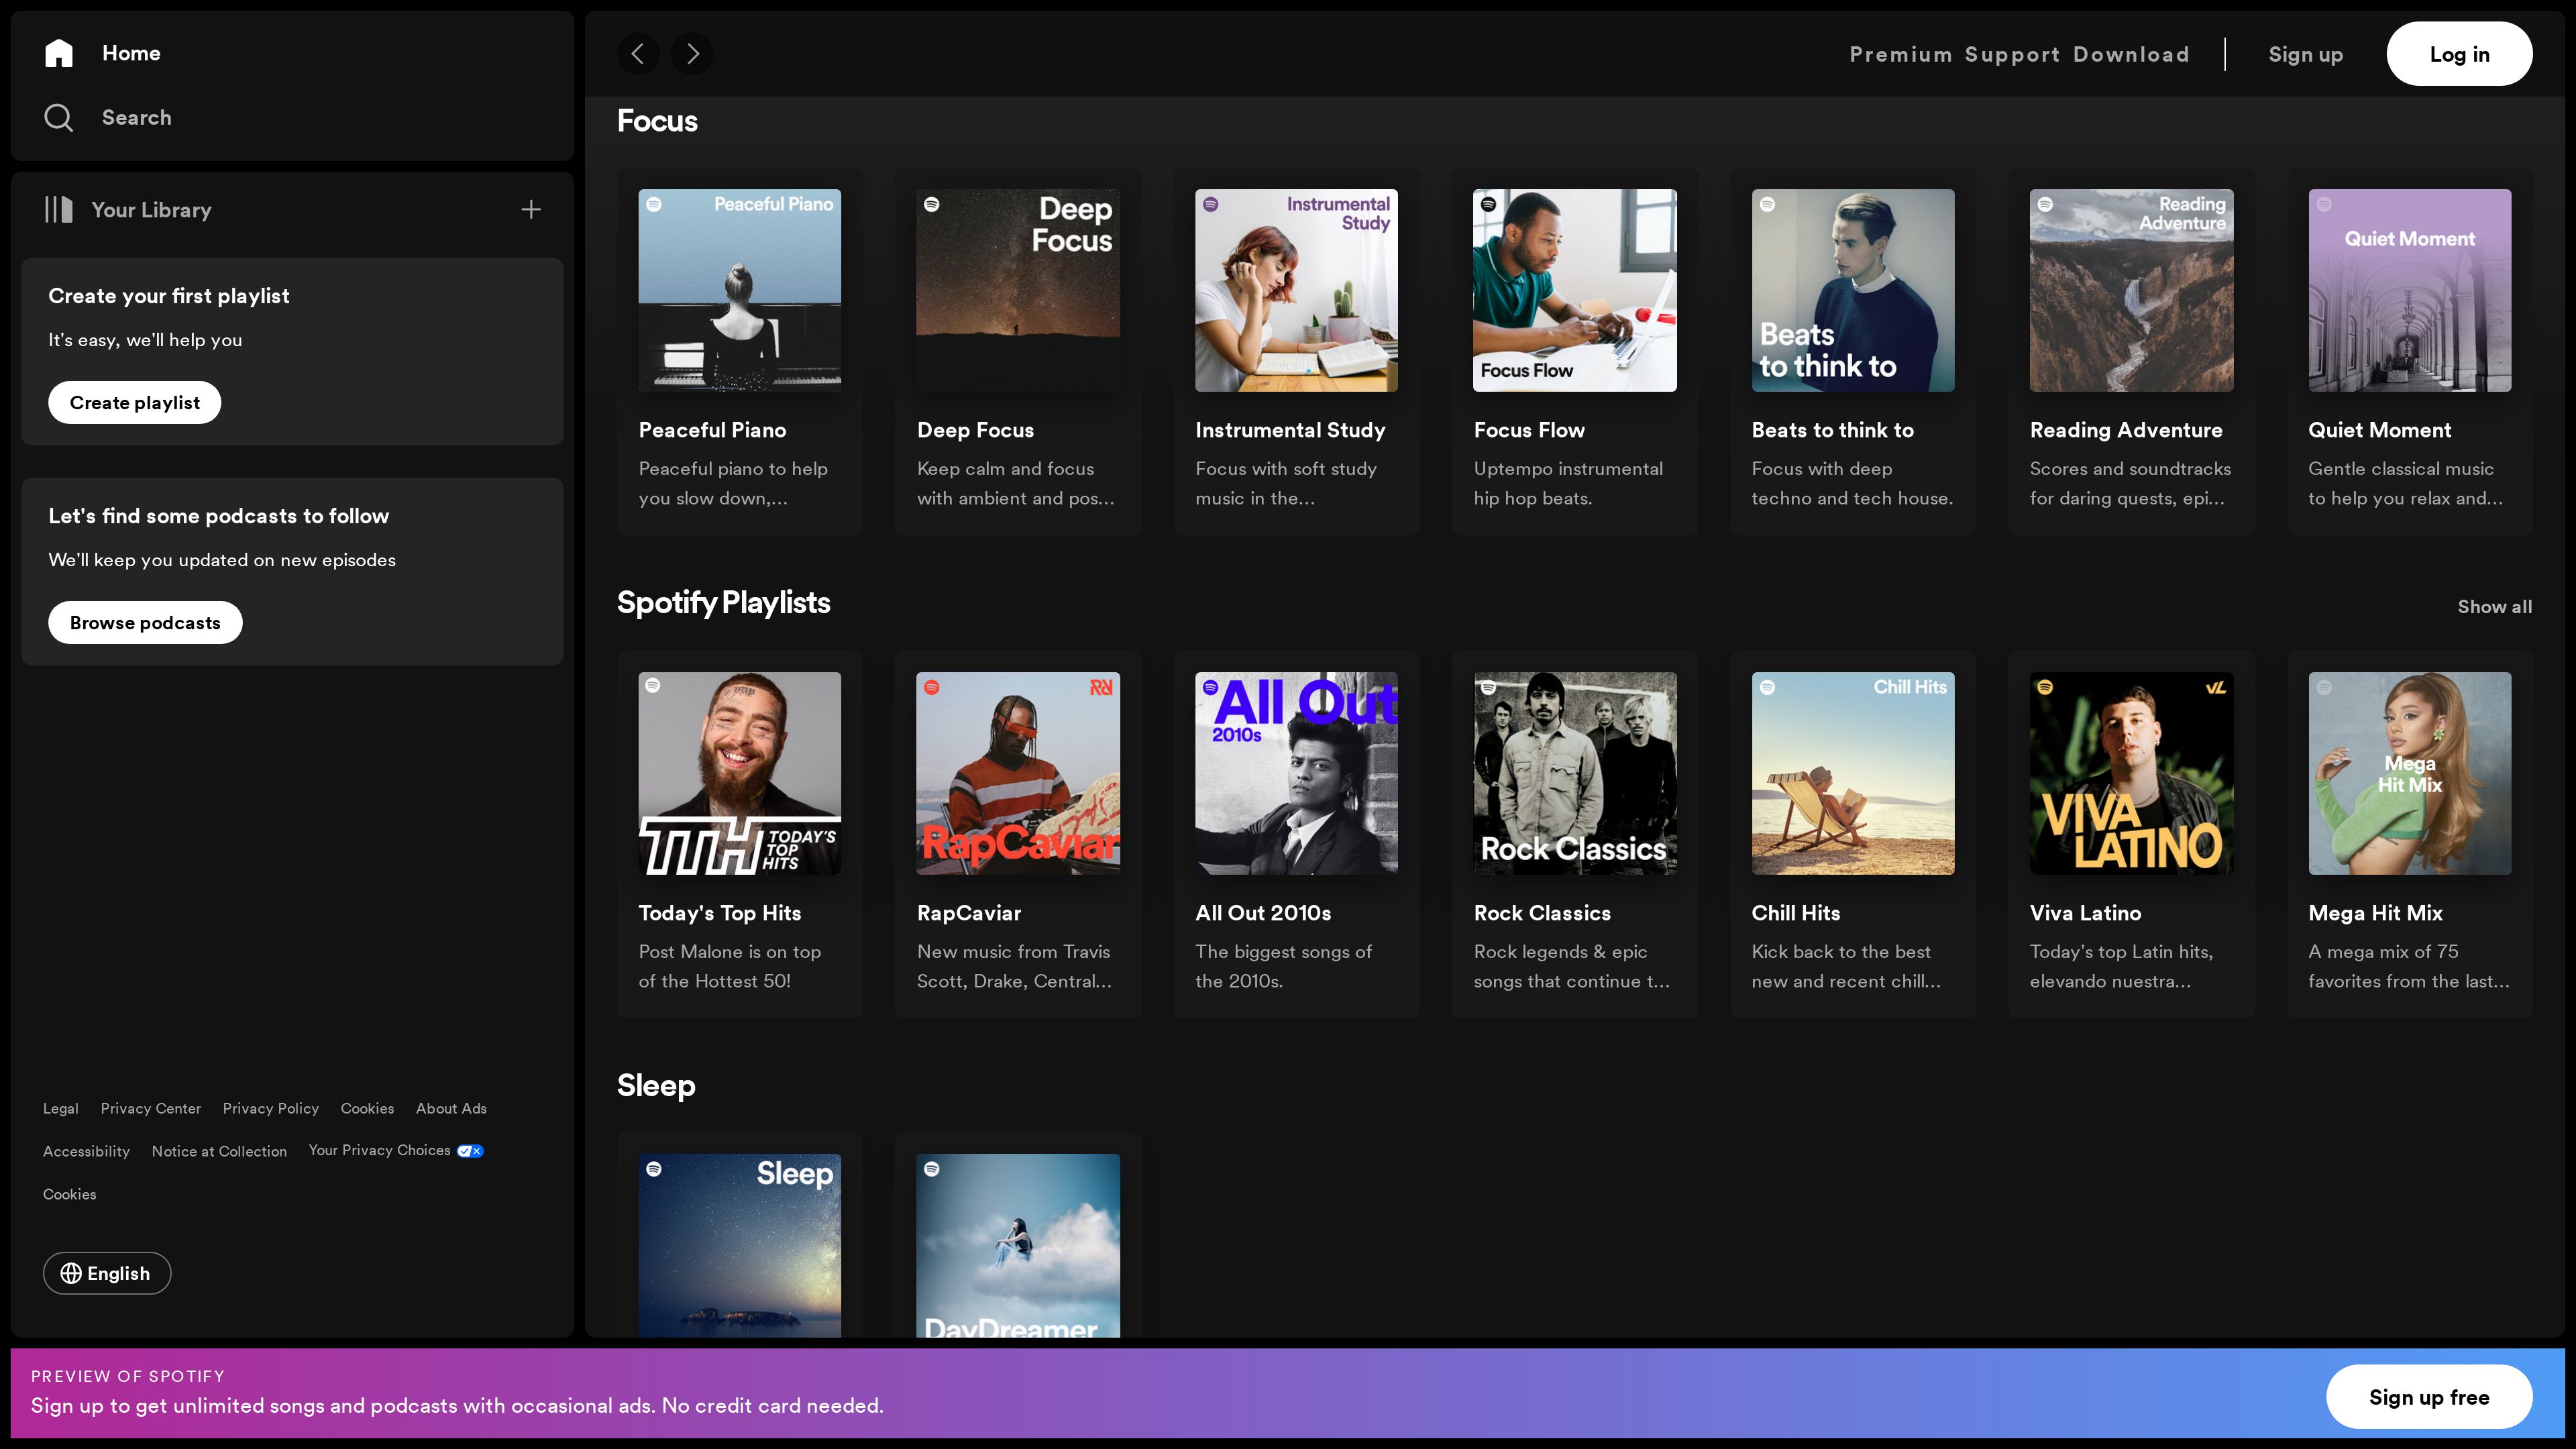 Home
Search
Your Library
Create your first playlist
It's easy, we'll help you
Create playlist
Let's find some podcasts to follow
We'll keep you updated on new episodes
Browse podcasts
Legal Privacy Center Privacy Policy Cookies About Ads
Accessibility Notice at Collection Your Privacy Choices
Cookies
English
Premium Support Download Sign up Log in
Focus
Peaceful Piano
Peaceful Piano
Peaceful piano to help
you slow down,...
Deep
Focus
Deep Focus
Keep calm and focus
with ambient and pos...
Instrumental
Study
Instrumental Study
Focus with soft study
music in the...
Focus Flow
Focus Flow
Uptempo instrumental
hip hop beats.
Beats
to think to
Beats to think to
Focus with deep
techno and tech house.
Reading
Adventure
Reading Adventure
Scores and soundtracks
for daring quests, epi...
Quiet Moment
Quiet Moment
Gentle classical music
to help you relax and...
Spotify Playlists
Show all
TTH TODAY'S
TOP
HITS
Today's Top Hits
Post Malone is on top
of the Hottest 50!
RapCaviar
RapCaviar
New music from Travis
Scott, Drake, Central...
All Out
2010s
All Out 2010s
The biggest songs of
the 2010s.
Rock Classics
Rock Classics
Rock legends & epic
songs that continue t...
Chill Hits
Chill Hits
Kick back to the best
new and recent chill...
VL
VIVA
LATINO
Viva Latino
Today's top Latin hits,
elevando nuestra...
Mega
Hit Mix
Mega Hit Mix
A mega mix of 75
favorites from the last...
Sleep
Sleep
DayDreamer
PREVIEW OF SPOTIFY
Sign up to get unlimited songs and podcasts with occasional ads. No credit card needed.
Sign up free